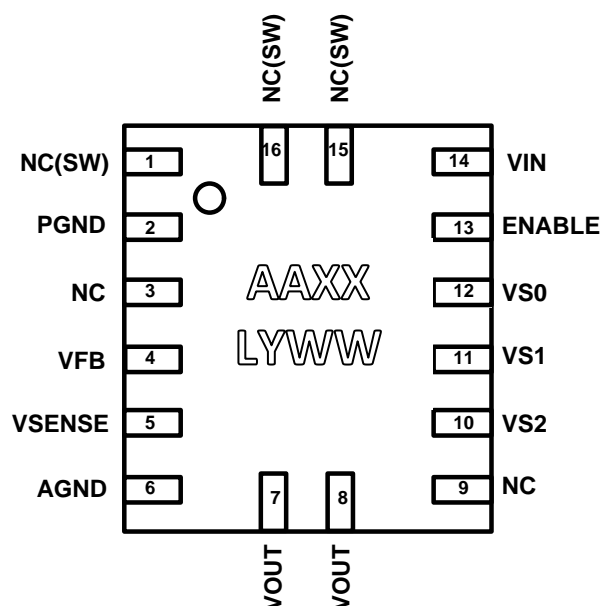 NC(SW)
NC(SW)
16
15
NC(SW)
1
14
VIN
PGND
2
13
ENABLE
NC
3
AAXX
12
VS0
VFB
4
LYWW
11
VS1
VSENSE
5
10
VS2
AGND
6
7
8
9
NC
VOUT
VOUT